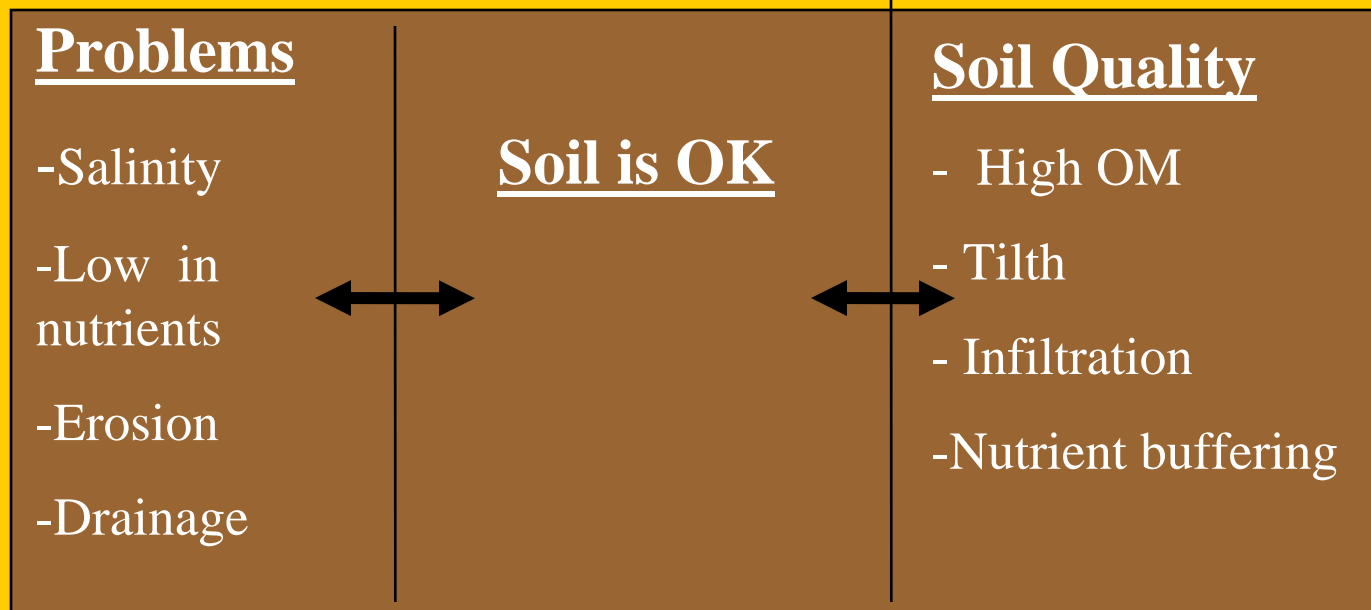 Problems
-Salinity
-Low in
nutrients
-Erosion
-Drainage
Soil is OK
Soil Quality
- High OM
- Tilth
- Infiltration
-Nutrient buffering